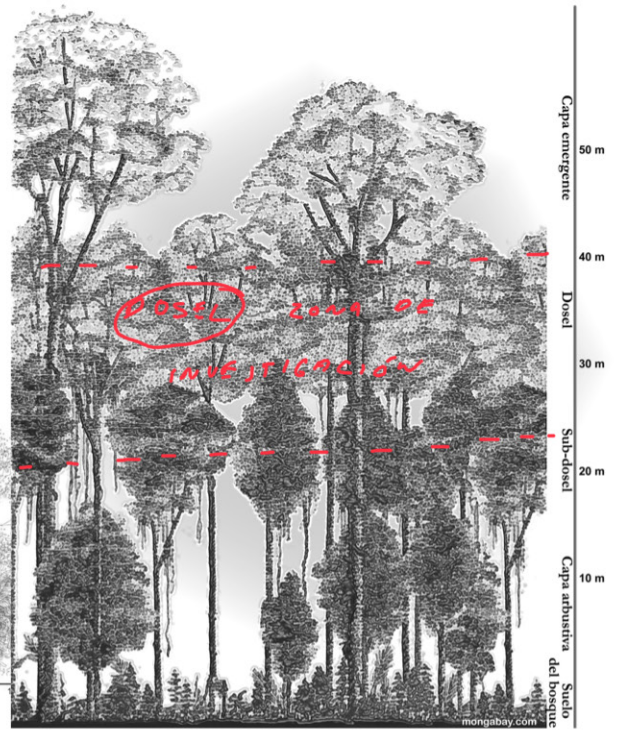 Capa emergente
50 m
40 m
DOSEL ZONA DE
Dosel
INVESTIGACIÓN
30 m
Sub-dosel
20 m
Capa arbustiva
10 m
Suelo
del bosque
mongabay.com